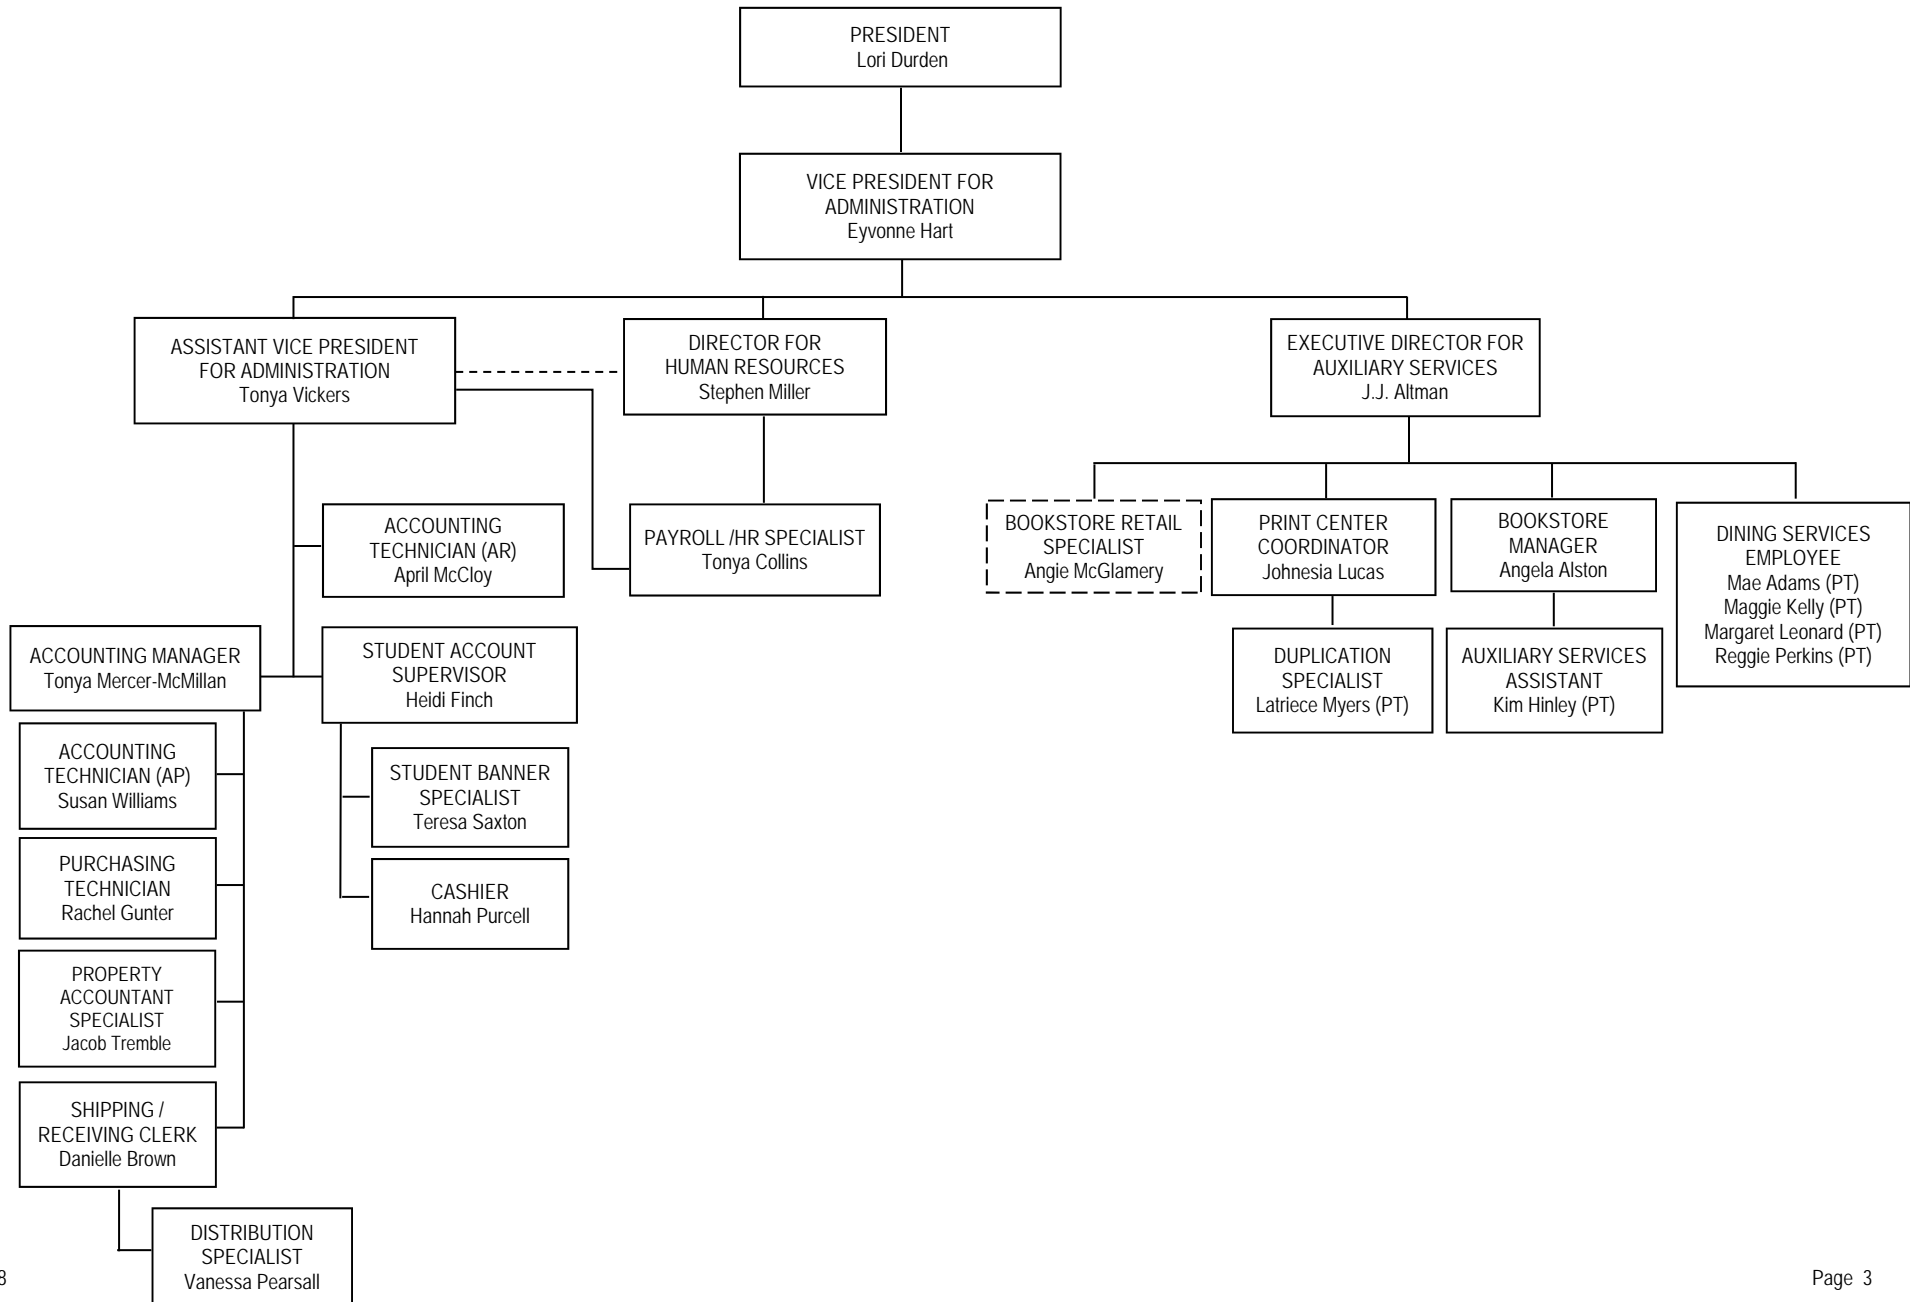 PRESIDENT
Lori Durden
VICE PRESIDENT FOR
ADMINISTRATION
Eyvonne Hart
ASSISTANT VICE PRESIDENT
FOR ADMINISTRATION
Tonya Vickers
DIRECTOR FOR
HUMAN RESOURCES
Stephen Miller
EXECUTIVE DIRECTOR FOR
AUXILIARY SERVICES
J.J. Altman
ACCOUNTING
TECHNICIAN (AR)
April McCloy
PAYROLL /HR SPECIALIST
Tonya Collins
BOOKSTORE RETAIL
SPECIALIST
Angie McGlamery
PRINT CENTER
COORDINATOR
Johnesia Lucas
BOOKSTORE
MANAGER
Angela Alston
DINING SERVICES
EMPLOYEE
Mae Adams (PT)
Maggie Kelly (PT)
Margaret Leonard (PT)
Reggie Perkins (PT)
ACCOUNTING MANAGER
Tonya Mercer-McMillan
STUDENT ACCOUNT
SUPERVISOR
Heidi Finch
DUPLICATION
SPECIALIST
Latriece Myers (PT)
AUXILIARY SERVICES
ASSISTANT
Kim Hinley (PT)
ACCOUNTING
TECHNICIAN (AP)
Susan Williams
STUDENT BANNER
SPECIALIST
Teresa Saxton
PURCHASING
TECHNICIAN
Rachel Gunter
CASHIER
Hannah Purcell
PROPERTY
ACCOUNTANT
SPECIALIST
Jacob Tremble
SHIPPING /
RECEIVING CLERK
Danielle Brown
DISTRIBUTION
SPECIALIST
Vanessa Pearsall
8
Page 3